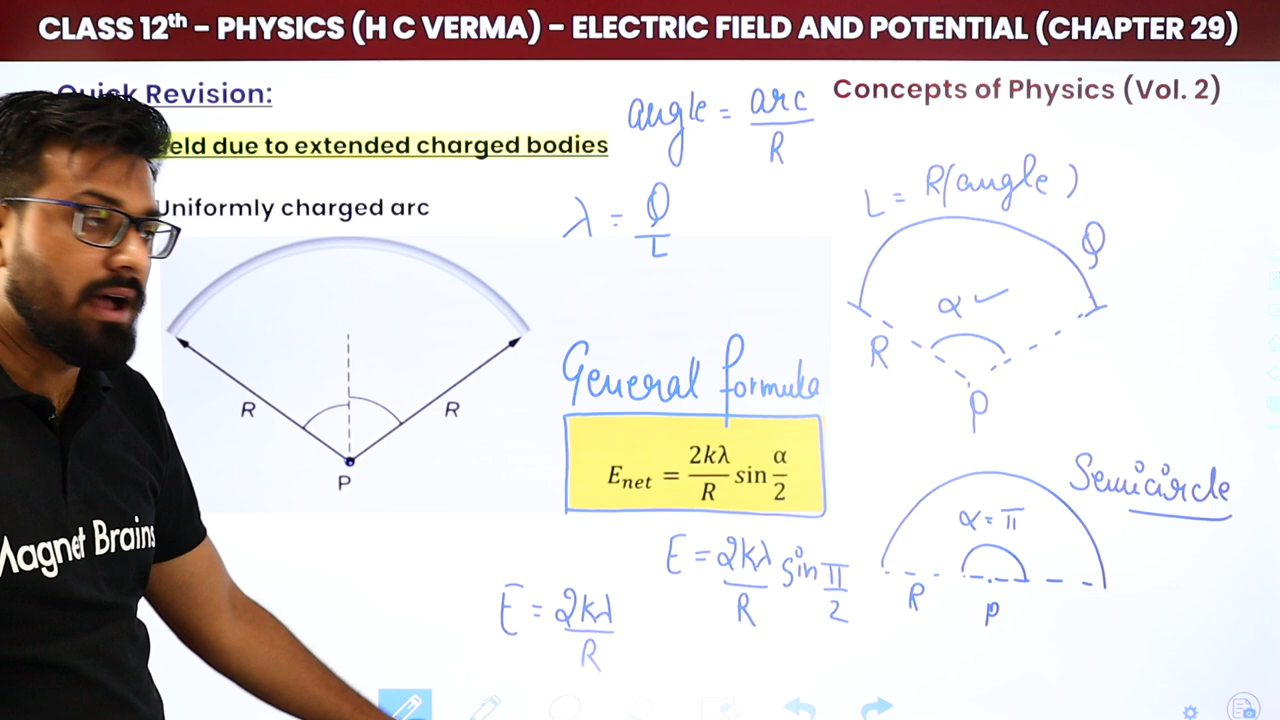 CLASS 12th – PHYSICS (H C VERMA) – ELECTRIC FIELD AND POTENTIAL (CHAPTER 29)
Quick Revision:
Concepts of Physics (Vol. 2)
eld due to extended charged bodies
Uniformly charged arc
angle = arc / R
λ = Q / L
L = R(angle)
Q
α ✓
R
P
R
R
P
General formula
E_net = 2kλ / R sin α / 2
Semicircle
α = π
R
P
E = 2Kλ / R sin π / 2
E = 2Kλ / R
Magnet Brains